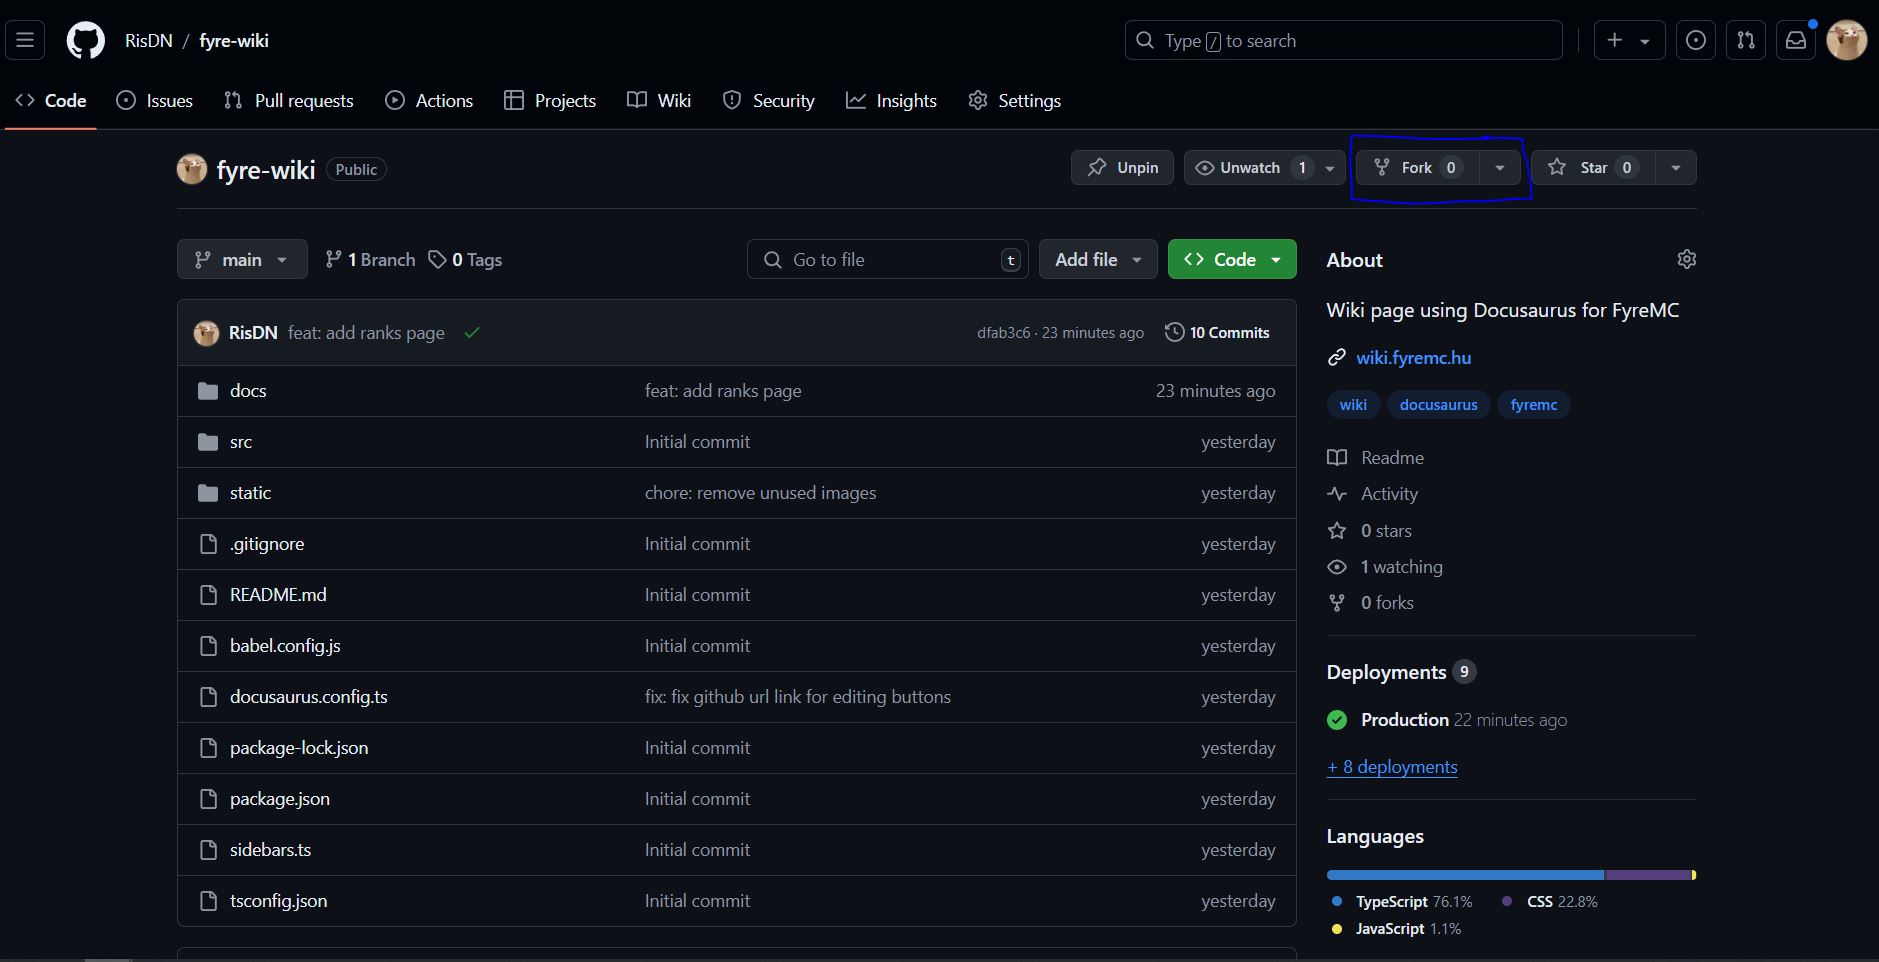 RisDN / fyre-wiki
Type / to search
Code Issues Pull requests Actions Projects Wiki Security Insights Settings
fyre-wiki Public
Unpin Unwatch 1 Fork 0 Star 0
main 1 Branch 0 Tags Go to file t Add file Code
RisDN feat: add ranks page dfab3c6 · 23 minutes ago 10 Commits
docs feat: add ranks page 23 minutes ago
src Initial commit yesterday
static chore: remove unused images yesterday
.gitignore Initial commit yesterday
README.md Initial commit yesterday
babel.config.js Initial commit yesterday
docusaurus.config.ts fix: fix github url link for editing buttons yesterday
package-lock.json Initial commit yesterday
package.json Initial commit yesterday
sidebars.ts Initial commit yesterday
tsconfig.json Initial commit yesterday
About
Wiki page using Docusaurus for FyreMC
wiki.fyremc.hu
wiki docusaurus fyremc
Readme
Activity
0 stars
1 watching
0 forks
Deployments 9
Production 22 minutes ago
+ 8 deployments
Languages
TypeScript 76.1% CSS 22.8%
JavaScript 1.1%